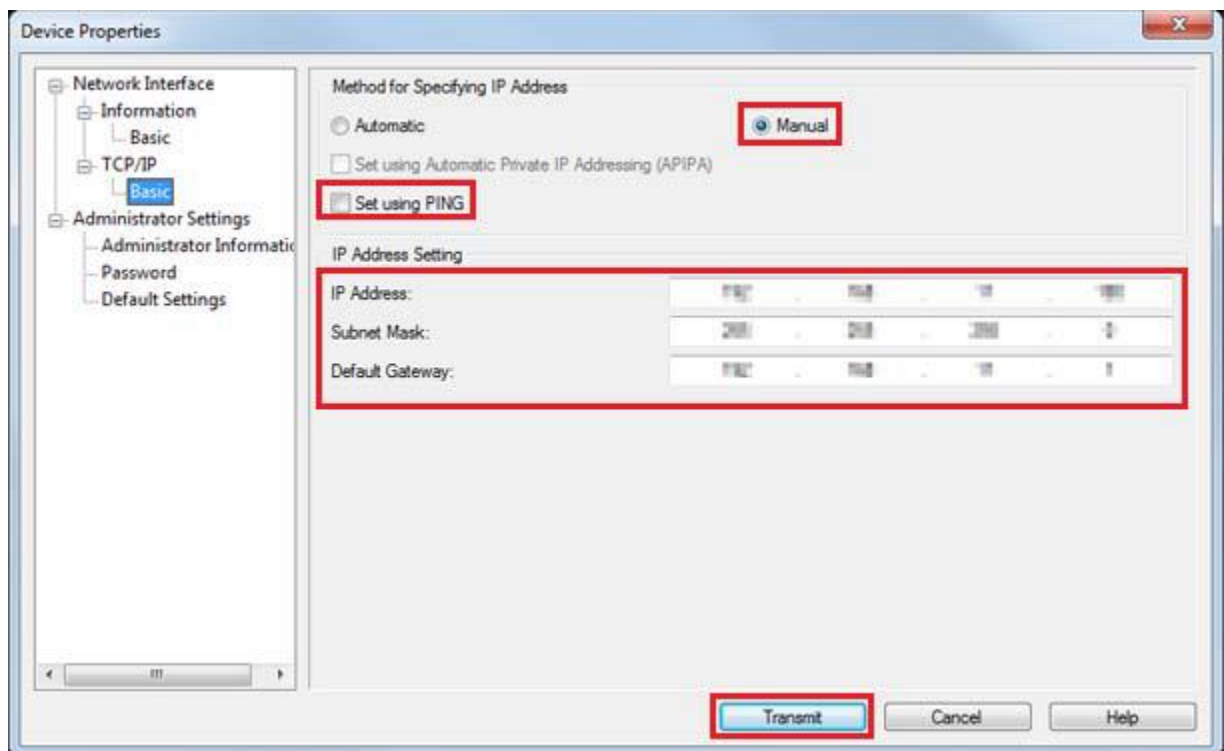 Device Properties
Network Interface
Information
Basic
TCP/IP
Basic
Administrator Settings
Administrator Informatic
Password
Default Settings
Method for Specifying IP Address
Automatic
Manual
Set using Automatic Private IP Addressing (APIPA)
Set using PING
IP Address Setting
IP Address:
Subnet Mask:
Default Gateway:
Transmit
Cancel
Help